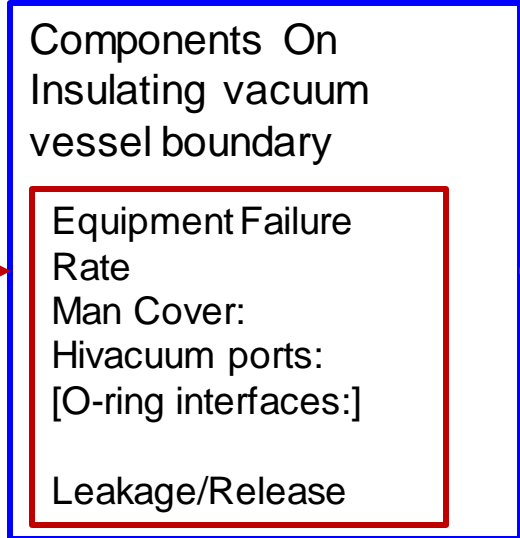 Components On
Insulating vacuum
vessel boundary
Equipment Failure
Rate
Man Cover:
Hivacuum ports:
[O-ring interfaces:]
Leakage/Release